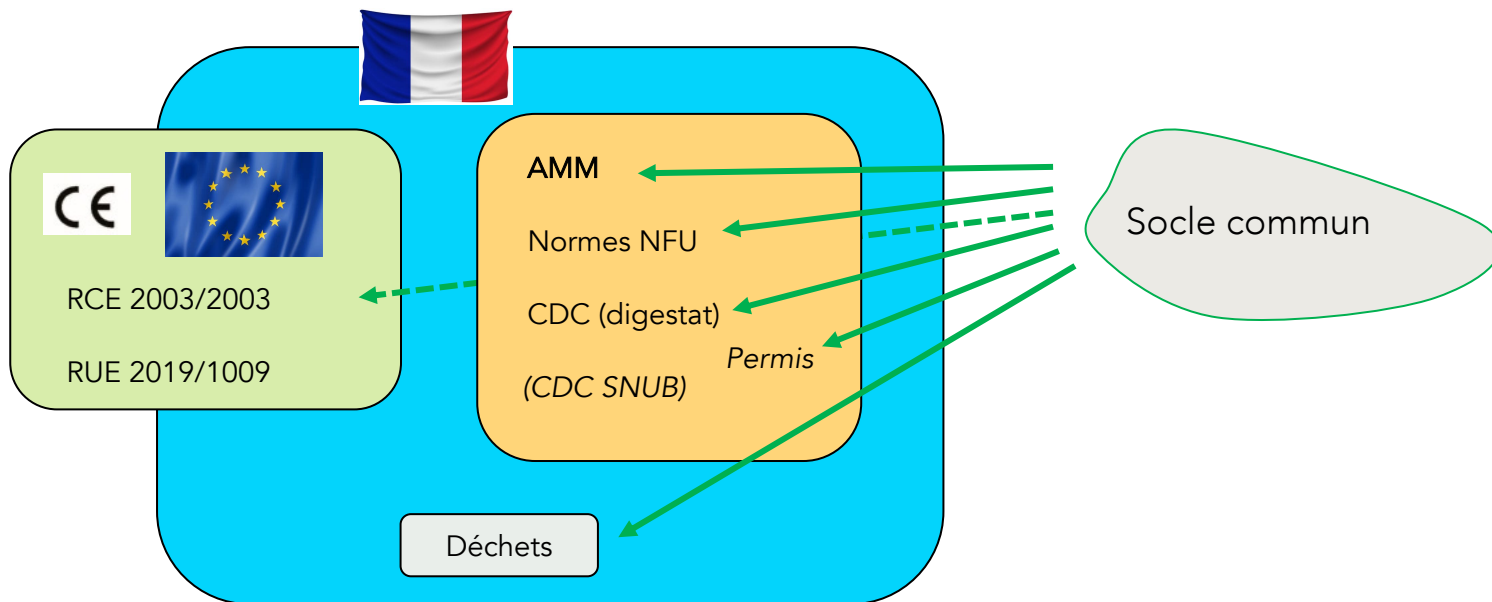 CE
RCE 2003/2003
RUE 2019/1009
AMM
Normes NFU
CDC (digestat)
Permis
(CDC SNUB)
Déchets
Socle commun